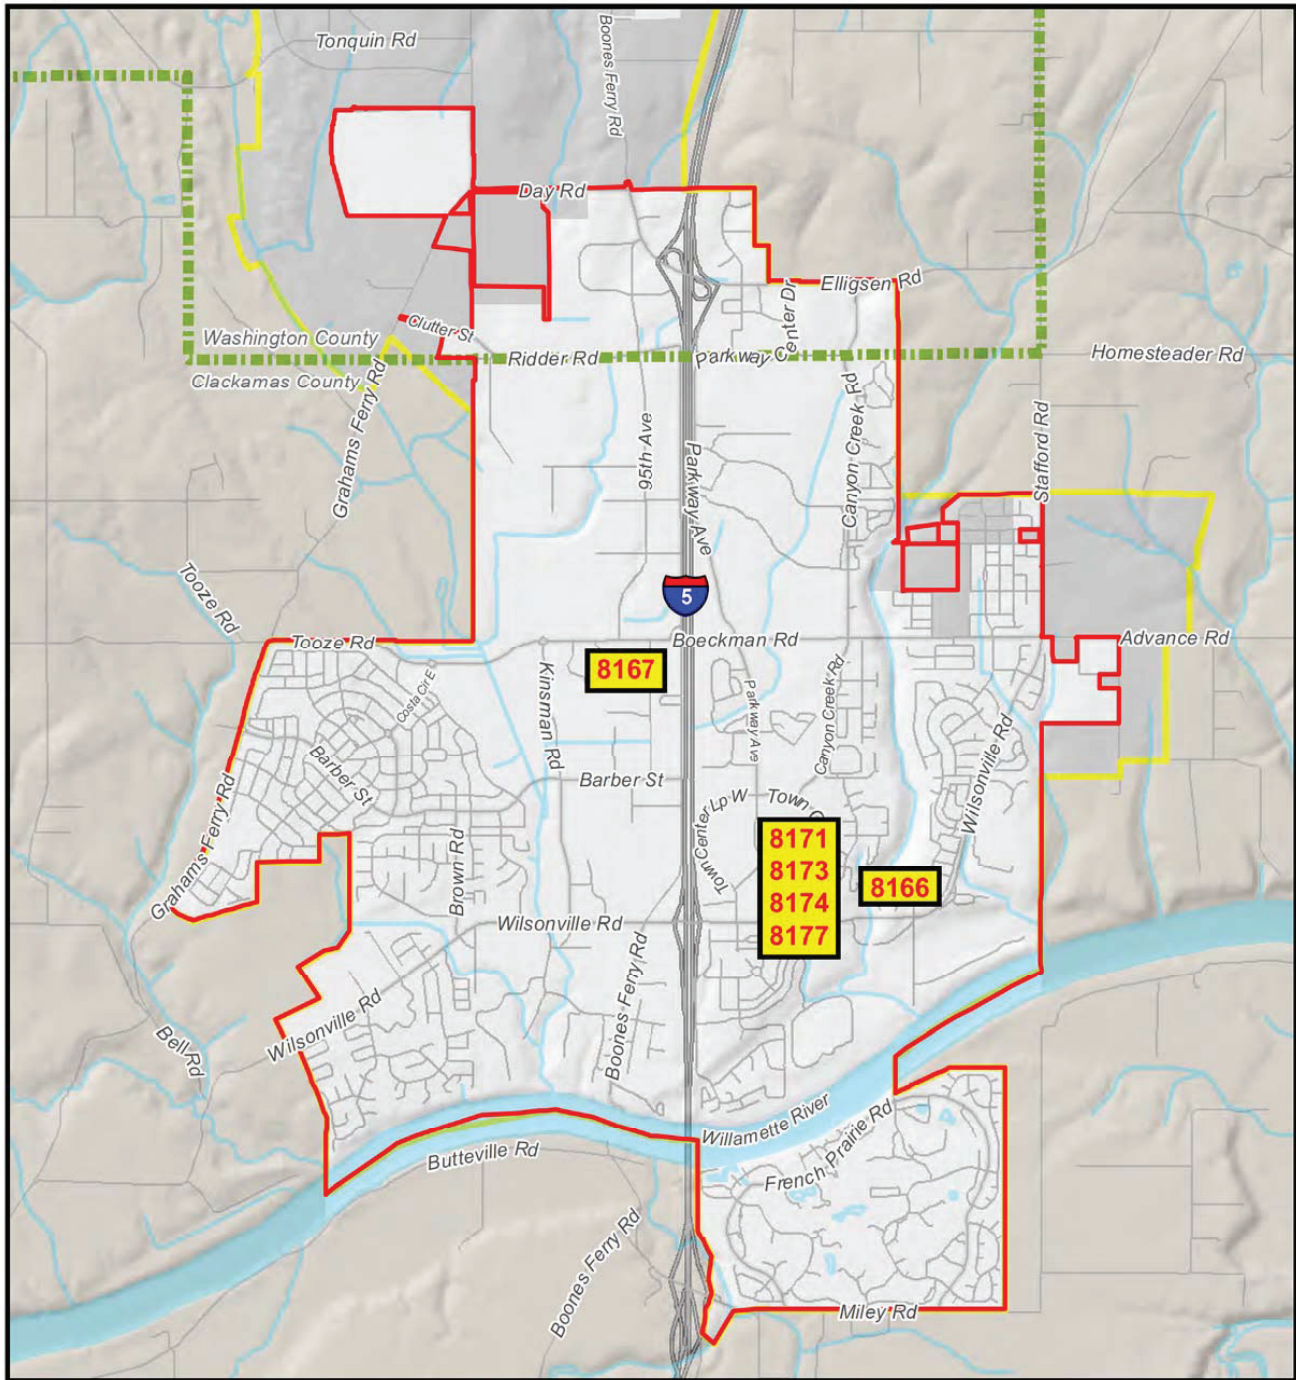 Tonquin Rd
Boones Ferry Rd
Day Rd
Elligsen Rd
Clutter St
Washington County
Ridder Rd
Parkway Center Dr
Homesteader Rd
Clackamas County
Grahams Ferry Rd
95th Ave
Parkway Ave
Canyon Creek Rd
Stafford Rd
Tooze Rd
5
Tooze Rd
Boeckman Rd
Advance Rd
8167
Costa Cir E
Kinsman Rd
Parkway Ave
Canyon Creek Rd
Wilsonville Rd
Barber St
Barber St
Grahams Ferry Rd
Town Center Lp W
Town C
8171
8173
8174
8177
8166
Brown Rd
Wilsonville Rd
Boones Ferry Rd
Wilsonville Rd
Bell Rd
Willamette River
French Prairie Rd
Butteville Rd
Boones Ferry Rd
Miley Rd